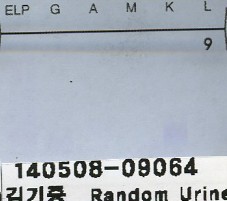 ELP G A M K L
9
140508-09064
김기중 Random Urine